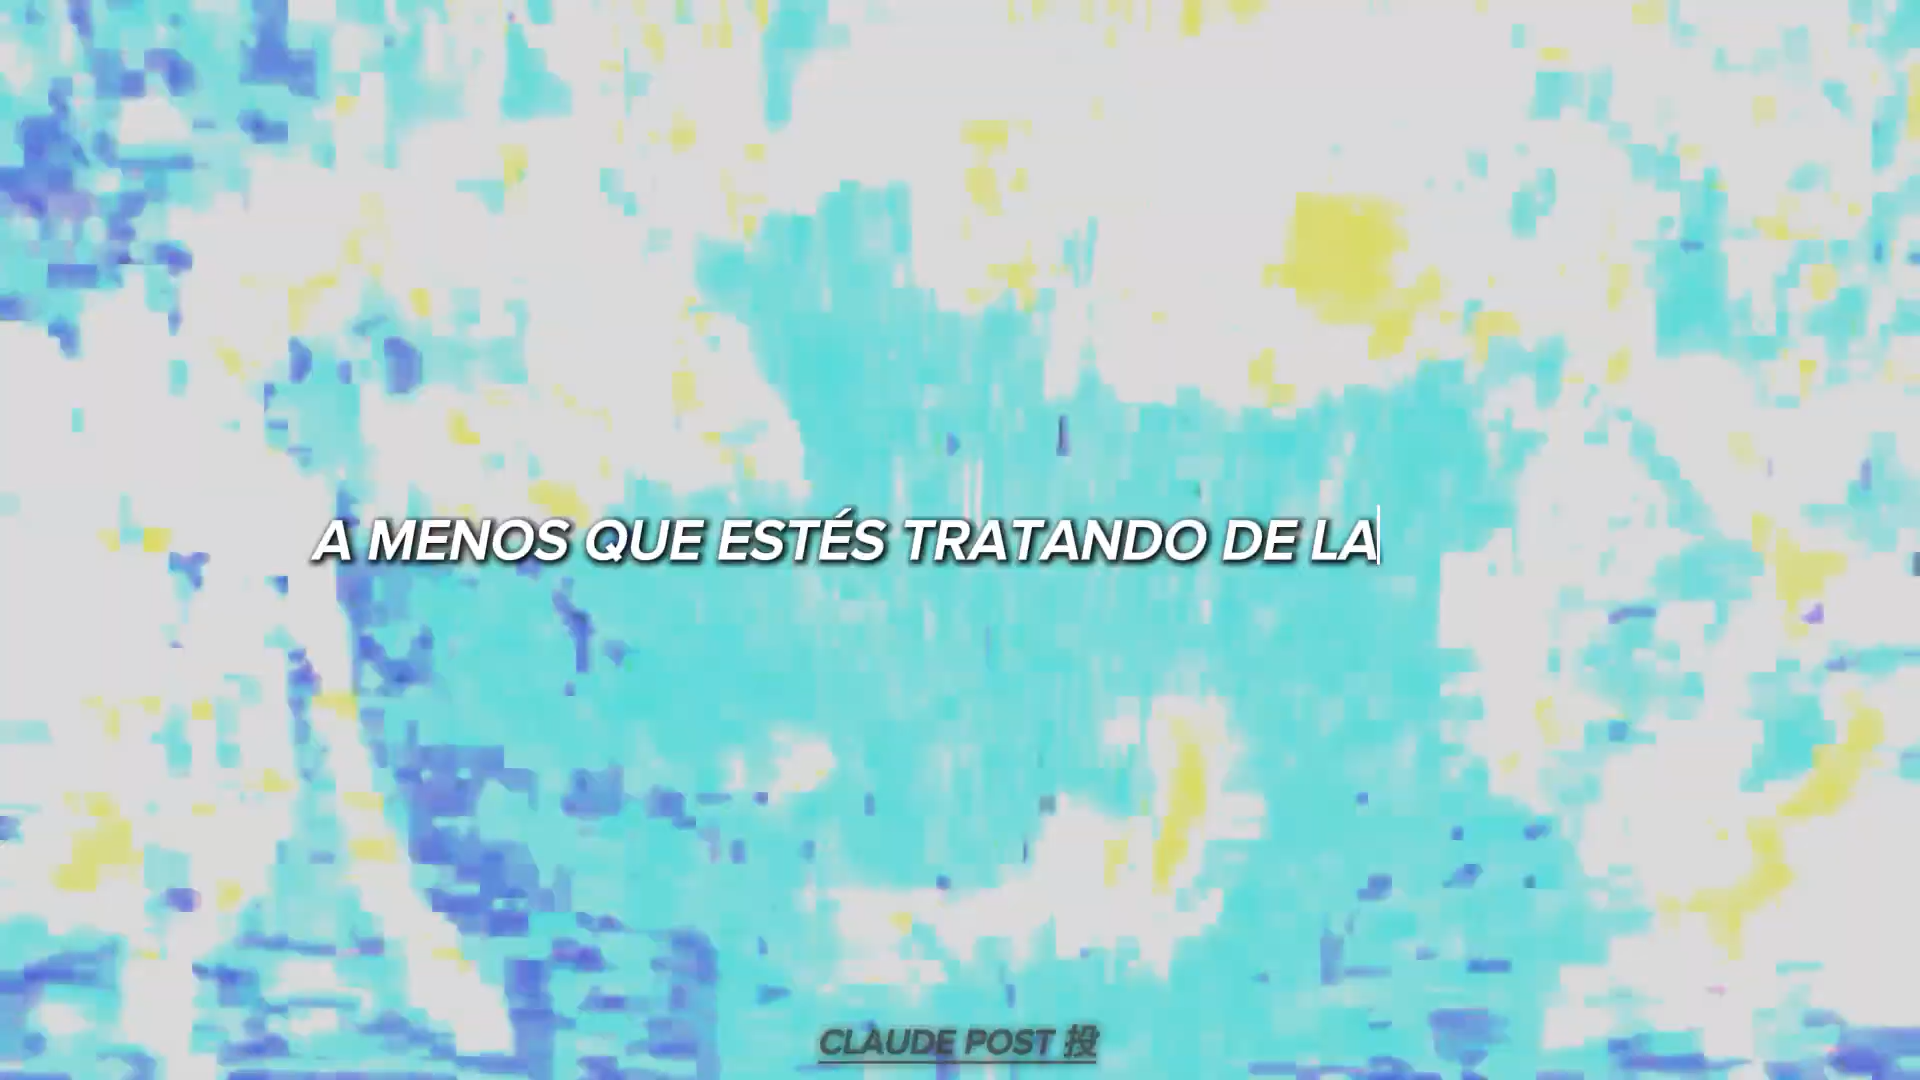 A MENOS QUE ESTÉS TRATANDO DE LA
CLAUDE POST 投